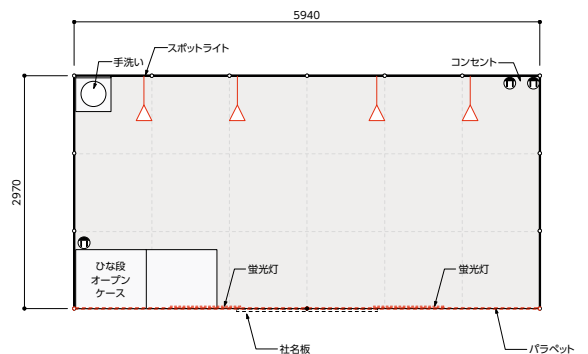 5940
スポットライト
手洗い
コンセント
2970
ひな段
オープン
ケース
蛍光灯
蛍光灯
社名板
パラペット